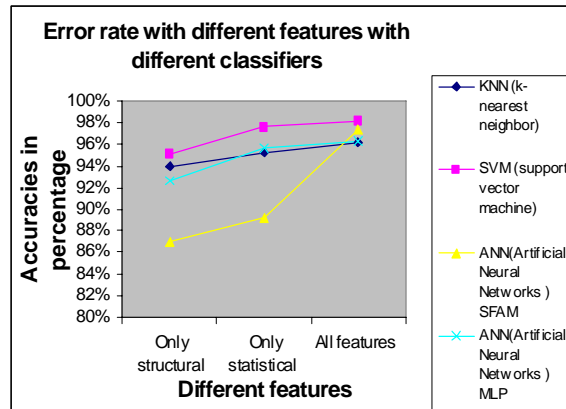 Error rate with different features with
different classifiers
Accuracies in
percentage
100%
98%
96%
94%
92%
90%
88%
86%
84%
82%
80%
Only
structural
Only
statistical
All features
Different features
KNN (k-
nearest
neighbor)
SVM (support
vector
machine)
ANN(Artificial
Neural
Networks )
SFAM
ANN(Artificial
Neural
Networks )
MLP